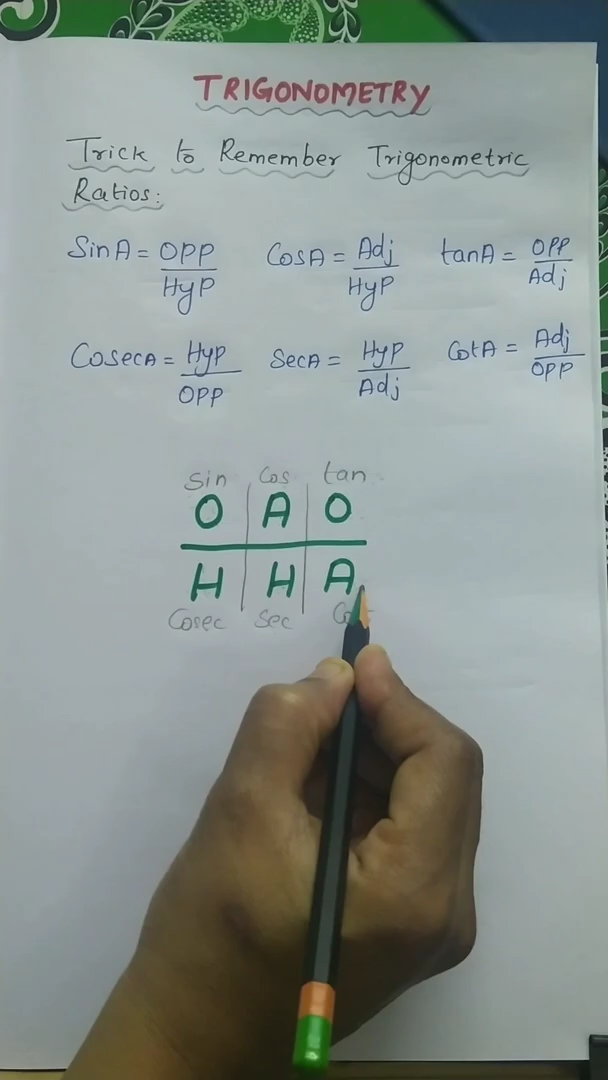 TRIGONOMETRY
Trick to Remember Trigonometric
Ratios:
SinA = OPP/HyP CosA = Adj/HyP tanA = OPP/Adj
CosecA = HyP/OPP SecA = HyP/Adj CotA = Adj/OPP
Sin Cos tan
O A O
H H A
Cosec Sec